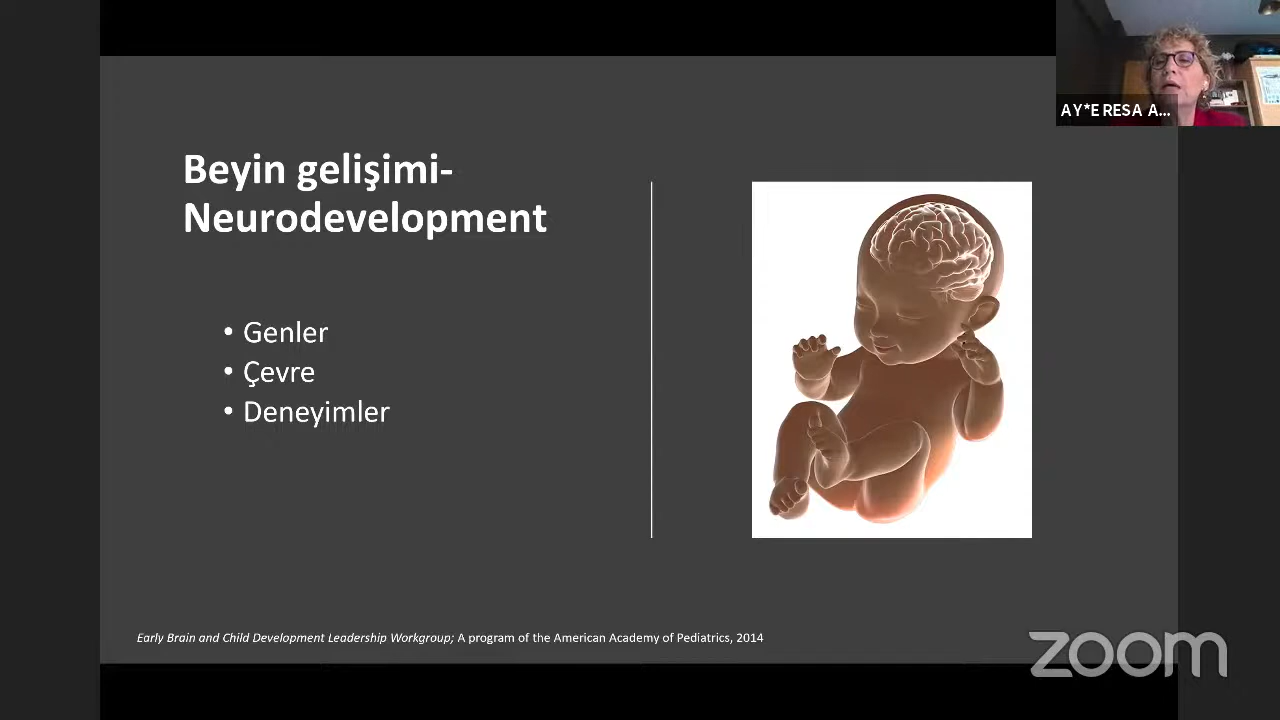 AY*E RESA A...
Beyin gelişimi-
Neurodevelopment
• Genler
• Çevre
• Deneyimler
Early Brain and Child Development Leadership Workgroup; A program of the American Academy of Pediatrics, 2014
zoom